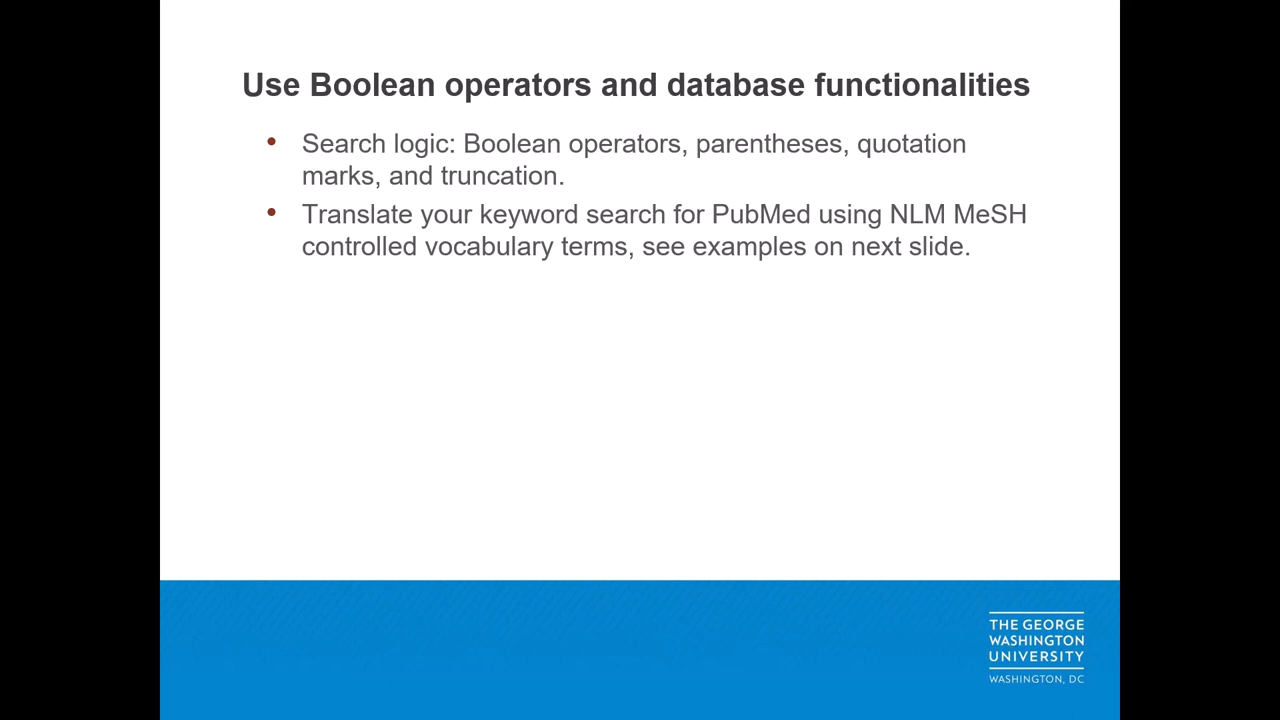 Use Boolean operators and database functionalities
• Search logic: Boolean operators, parentheses, quotation
marks, and truncation.
• Translate your keyword search for PubMed using NLM MeSH
controlled vocabulary terms, see examples on next slide.
THE GEORGE
WASHINGTON
UNIVERSITY
WASHINGTON, DC